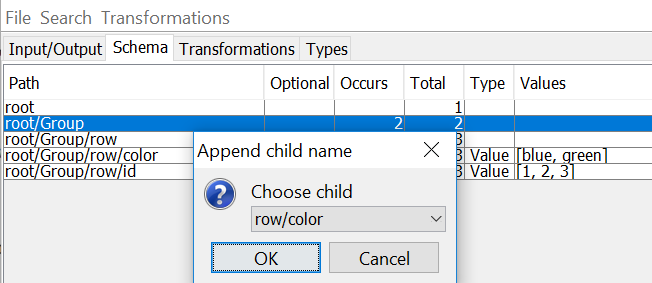 File Search Transformations
Input/Output Schema Transformations Types
Path Optional Occurs Total Type Values
root 1
root/Group 2 2
root/Group/row 3
root/Group/row/color 3 Value [blue, green]
root/Group/row/id 3 Value [1, 2, 3]
Append child name
Choose child
row/color
OK Cancel